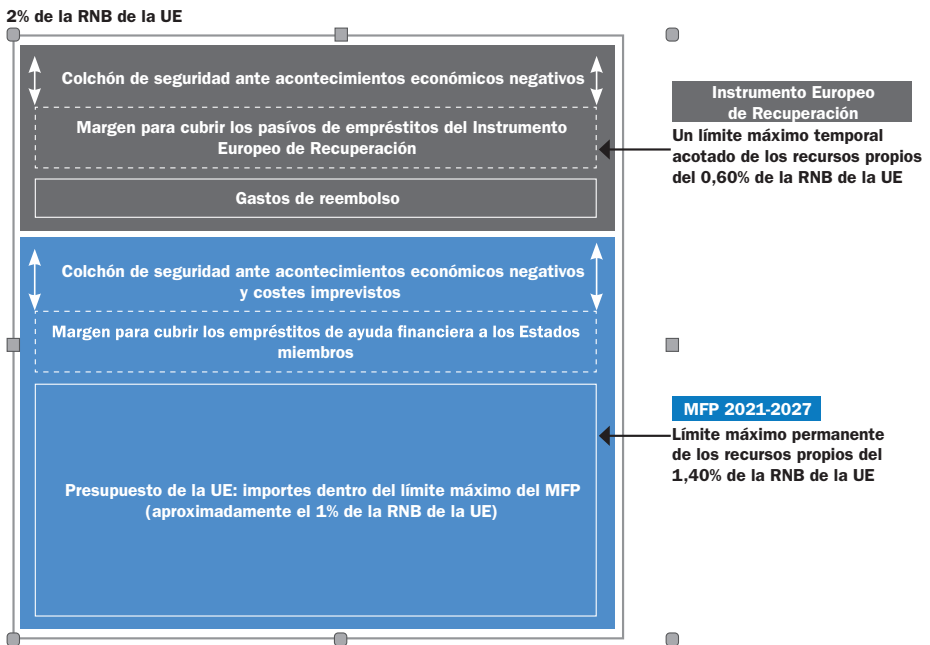 2% de la RNB de la UE
Colchón de seguridad ante acontecimientos económicos negativos
Margen para cubrir los pasívos de empréstitos del Instrumento
Europeo de Recuperación
Gastos de reembolso
Instrumento Europeo
de Recuperación
Un límite máximo temporal
acotado de los recursos propios
del 0,60% de la RNB de la UE
Colchón de seguridad ante acontecimientos económicos negativos
y costes imprevistos
Margen para cubrir los empréstitos de ayuda financiera a los Estados
miembros
Presupuesto de la UE: importes dentro del límite máximo del MFP
(aproximadamente el 1% de la RNB de la UE)
MFP 2021-2027
Límite máximo permanente
de los recursos propios del
1,40% de la RNB de la UE